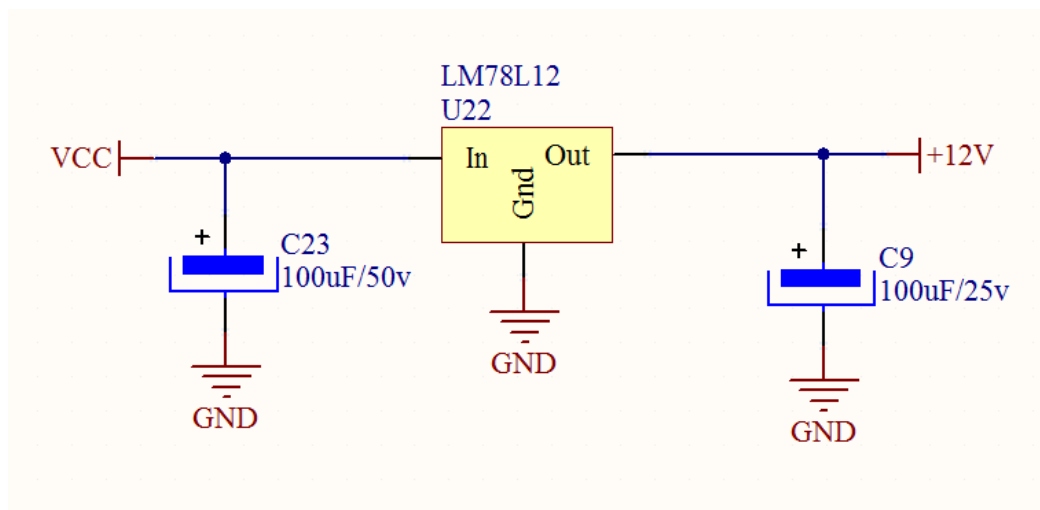 LM78L12
U22
VCC
In
Out
Gnd
+12V
+
C23
100uF/50v
+
C9
100uF/25v
GND
GND
GND